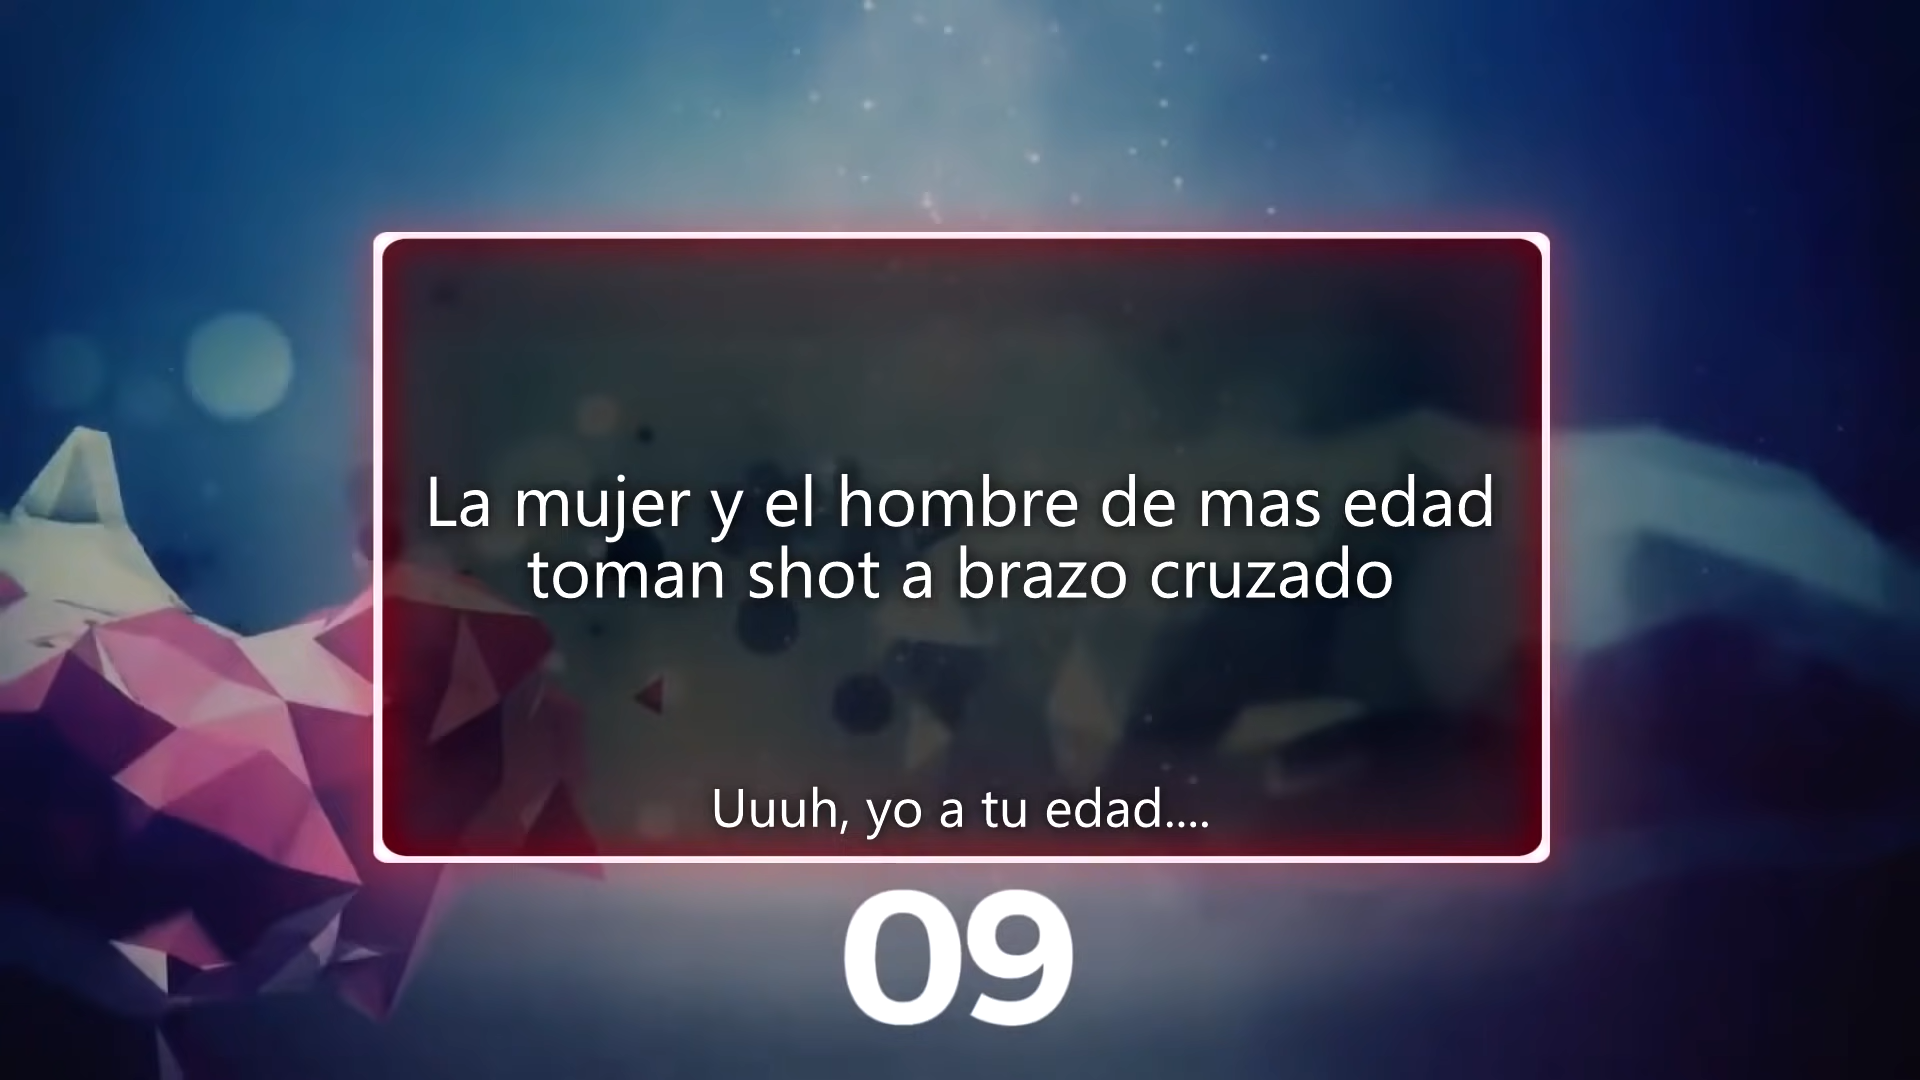 La mujer y el hombre de mas edad
toman shot a brazo cruzado
Uuuh, yo a tu edad....
09